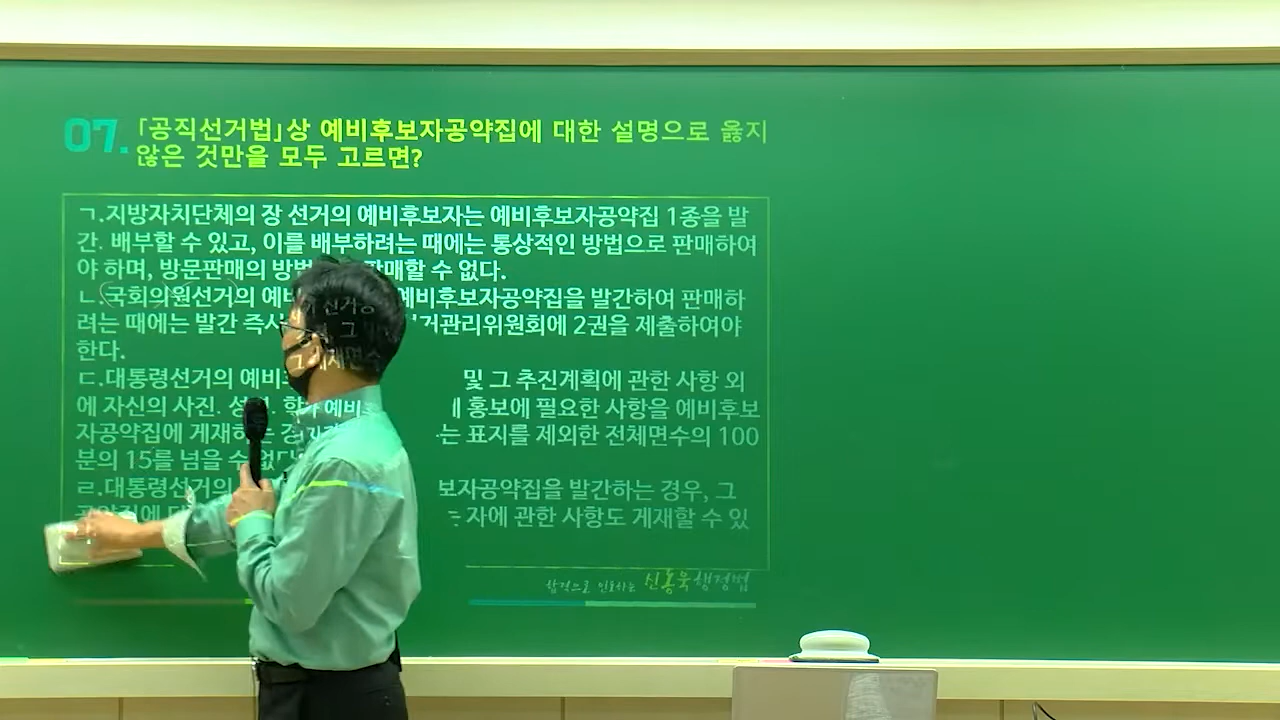 07. 「공직선거법」상 예비후보자공약집에 대한 설명으로 옳지
않은 것만을 모두 고르면?
ㄱ.지방자치단체의 장 선거의 예비후보자는 예비후보자공약집 1종을 발
간. 배부할 수 있고, 이를 배부하려는 때에는 통상적인 방법으로 판매하여
야 하며, 방문판매의 방법 판매할 수 없다.
ㄴ.국회의원선거의 예비 예비후보자공약집을 발간하여 판매하
려는 때에는 발간 즉시 거관리위원회에 2권을 제출하여야
한다.
ㄷ.대통령선거의 예비 및 그 추진계획에 관한 사항 외
에 자신의 사진. 성 홍보에 필요한 사항을 예비후보
자공약집에 게재하는 경 는 표지를 제외한 전체면수의 100
분의 15를 넘을 수 없다
ㄹ.대통령선거의 보자공약집을 발간하는 경우, 그
공약집에 자에 관한 사항도 게재할 수 있
합격으로 인도하는 신동욱행정법